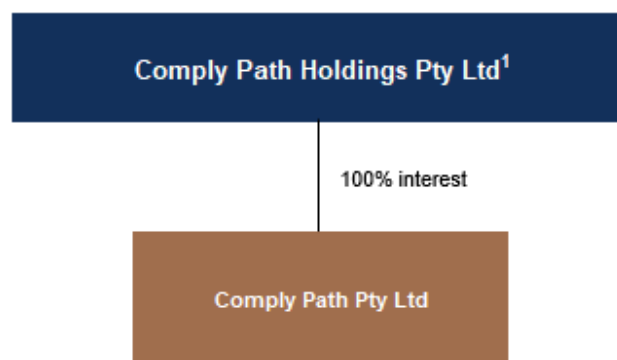 Comply Path Holdings Pty Ltd¹
100% interest
Comply Path Pty Ltd